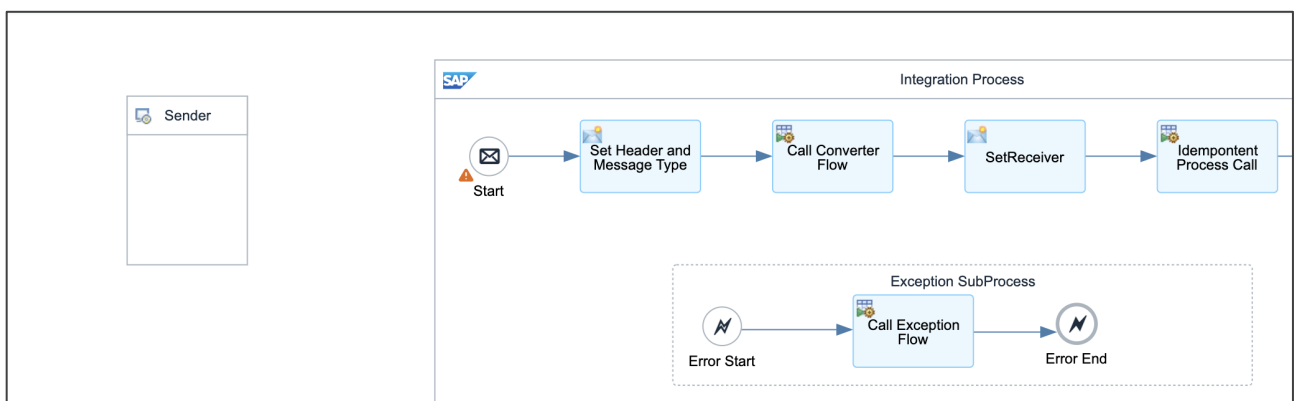 SAP
Integration Process
Sender
Start
Set Header and
Message Type
Call Converter
Flow
SetReceiver
Idempontent
Process Call
Exception SubProcess
Error Start
Call Exception
Flow
Error End